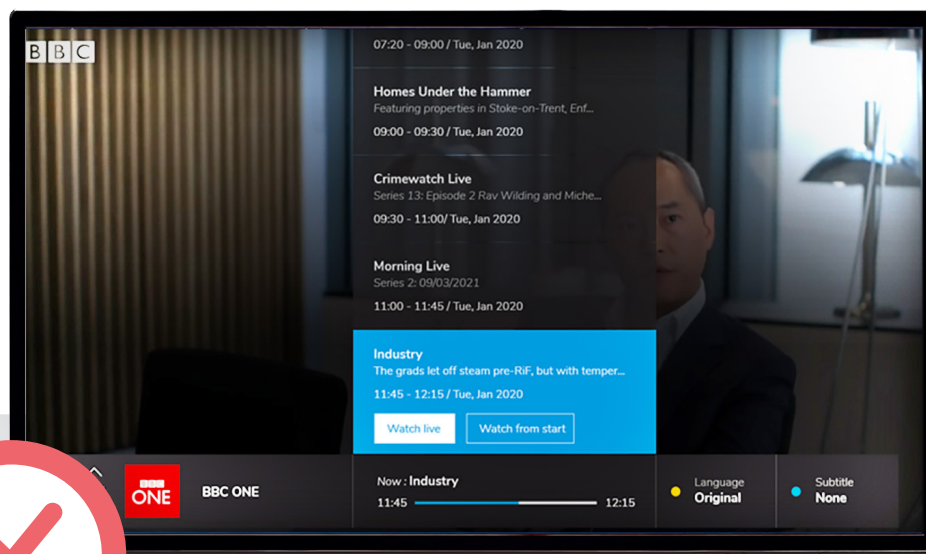 BBC
07:20 - 09:00 / Tue, Jan 2020
Homes Under the Hammer
Featuring properties in Stoke-on-Trent, Enf...
09:00 - 09:30 / Tue, Jan 2020
Crimewatch Live
Series 13: Episode 2 Rav Wilding and Miche...
09:30 - 11:00/ Tue, Jan 2020
Morning Live
Series 2: 09/03/2021
11:00 - 11:45 / Tue, Jan 2020
Industry
The grads let off steam pre-RiF, but with temper...
11:45 - 12:15 / Tue, Jan 2020
Watch live
Watch from start
BBC
ONE
BBC ONE
Now : Industry
11:45
12:15
Language
Original
Subtitle
None